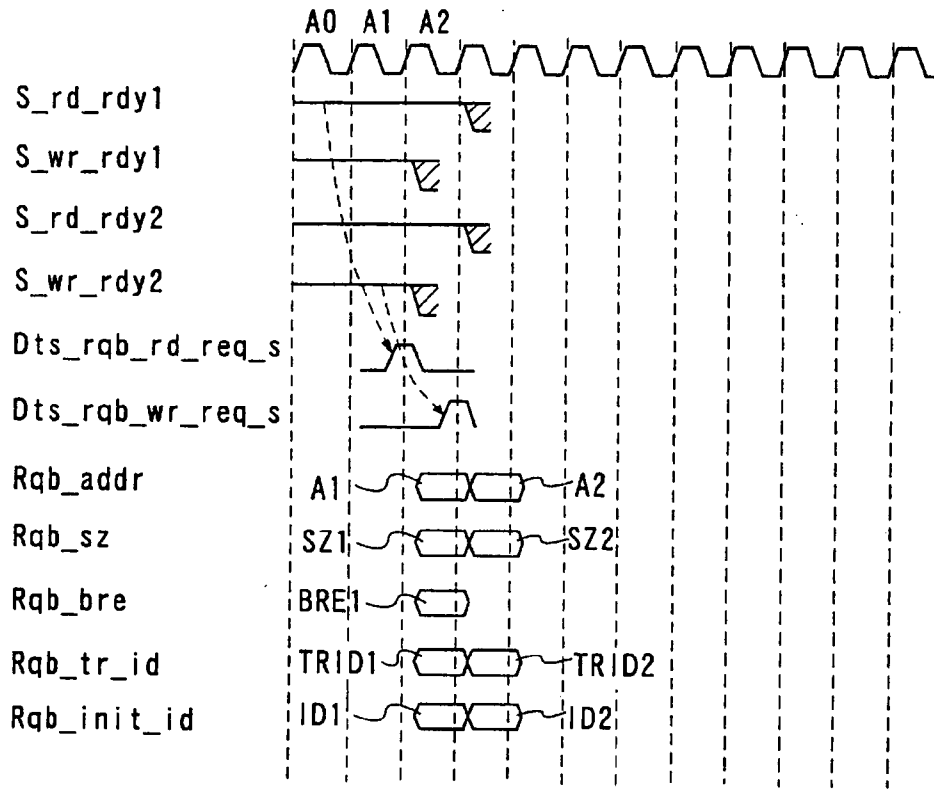 A0 A1 A2
S_rd_rdy1
S_wr_rdy1
S_rd_rdy2
S_wr_rdy2
Dts_rqb_rd_req_s
Dts_rqb_wr_req_s
Rqb_addr A1 A2
Rqb_sz SZ1 SZ2
Rqb_bre BRE1
Rqb_tr_id TRID1 TRID2
Rqb_init_id ID1 ID2